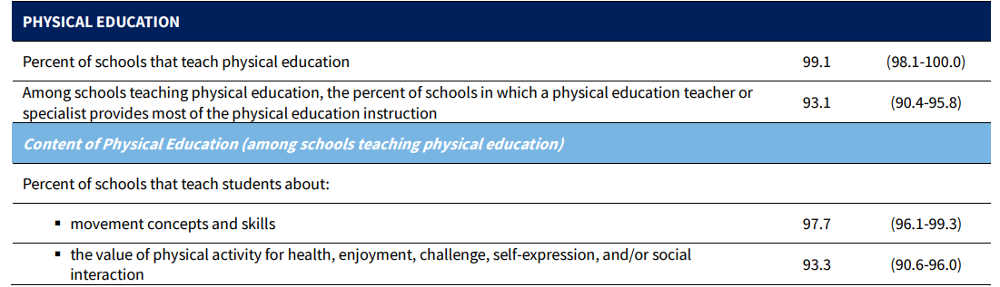 PHYSICAL EDUCATION
Percent of schools that teach physical education 99.1 (98.1-100.0)
Among schools teaching physical education, the percent of schools in which a physical education teacher or
specialist provides most of the physical education instruction 93.1 (90.4-95.8)
Content of Physical Education (among schools teaching physical education)
Percent of schools that teach students about:
▪ movement concepts and skills 97.7 (96.1-99.3)
▪ the value of physical activity for health, enjoyment, challenge, self-expression, and/or social
interaction 93.3 (90.6-96.0)